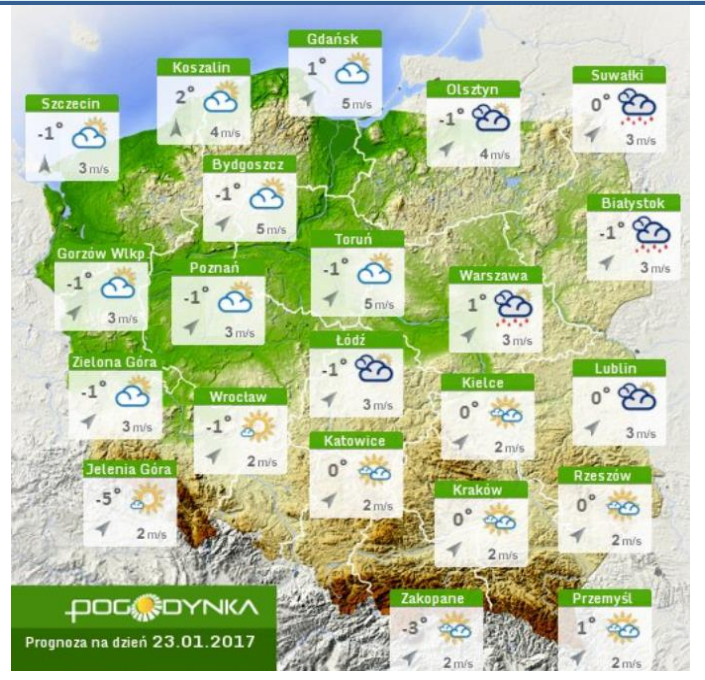 Gdańsk
1°
5 m/s
Koszalin
2°
4 m/s
Suwałki
0°
3 m/s
Olsztyn
-1°
4 m/s
Szczecin
-1°
3 m/s
Bydgoszcz
-1°
5 m/s
Białystok
-1°
3 m/s
Toruń
-1°
5 m/s
Gorzów Wlkp
-1°
3 m/s
Poznań
-1°
3 m/s
Warszawa
1°
3 m/s
Łódź
-1°
3 m/s
Zielona Góra
-1°
3 m/s
Lublin
0°
3 m/s
Kielce
0°
2 m/s
Wrocław
-1°
2 m/s
Katowice
0°
2 m/s
Jelenia Góra
-5°
2 m/s
Rzeszów
0°
2 m/s
Kraków
0°
2 m/s
Zakopane
-3°
2 m/s
Przemyśl
1°
2 m/s
POGODYNKA
Prognoza na dzień 23.01.2017